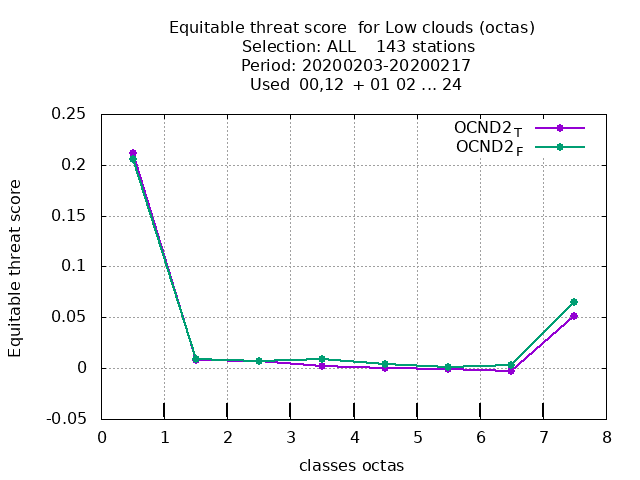 Equitable threat score  for Low clouds (octas)
Selection: ALL    143 stations
Period: 20200203-20200217
Used  00,12  + 01 02 ... 24
OCND2T
OCND2F
Equitable threat score
0.25
0.2
0.15
0.1
0.05
0
-0.05
0 1 2 3 4 5 6 7 8
classes octas